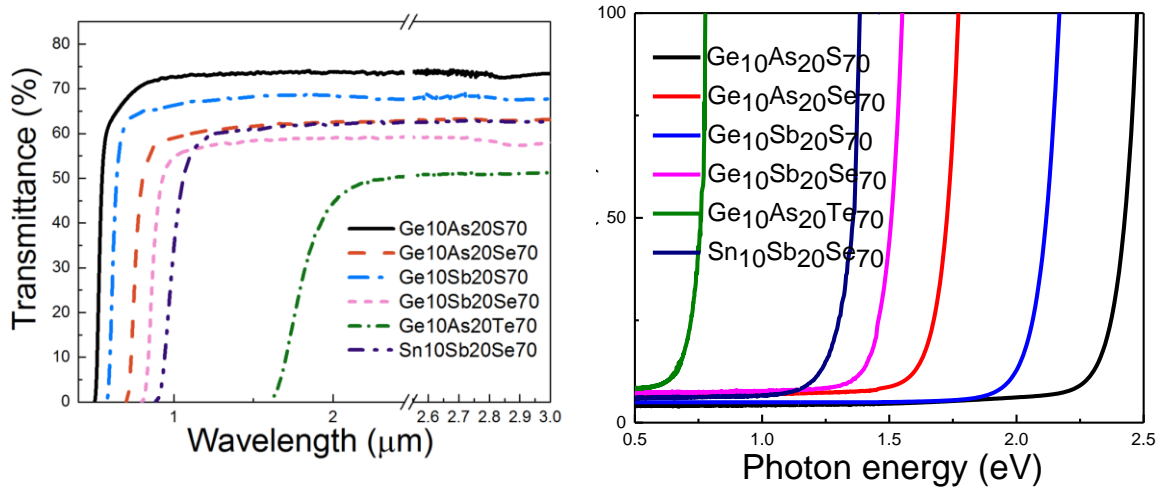 80
70
60
50
40
30
20
10
0
Transmittance (%)
Ge10As20S70
Ge10As20Se70
Ge10Sb20S70
Ge10Sb20Se70
Ge10As20Te70
Sn10Sb20Se70
1 2 2.6 2.7 2.8 2.9 3.0
Wavelength (μm)
100
50
0
Ge10As20S70
Ge10As20Se70
Ge10Sb20S70
Ge10Sb20Se70
Ge10As20Te70
Sn10Sb20Se70
0.5 1.0 1.5 2.0 2.5
Photon energy (eV)